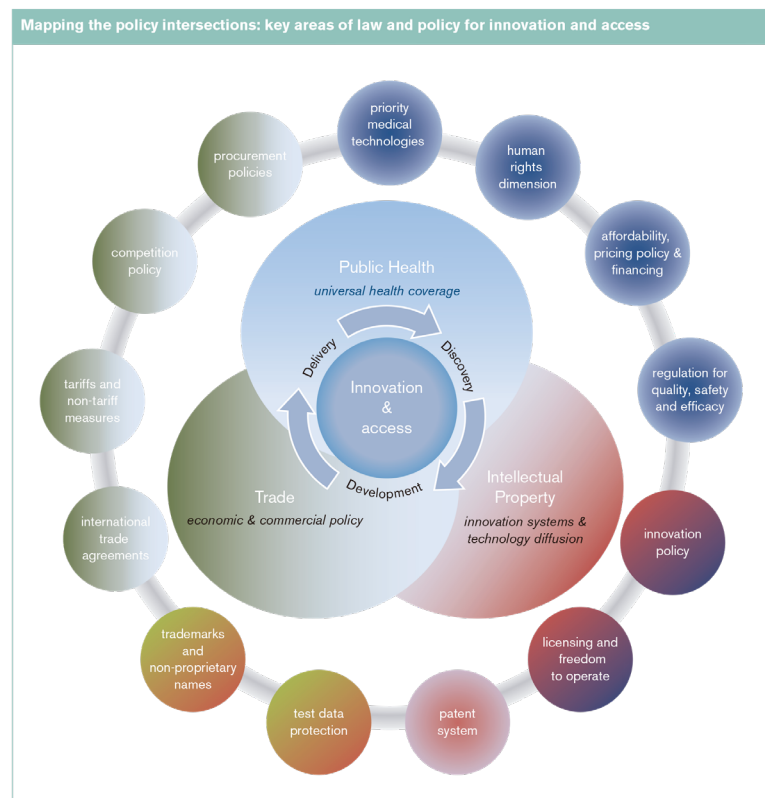 Mapping the policy intersections: key areas of law and policy for innovation and access
priority
medical
technologies
human
rights
dimension
affordability,
pricing policy &
financing
regulation for
quality, safety
and efficacy
innovation
policy
licensing and
freedom
to operate
patent
system
test data
protection
trademarks
and
non-proprietary
names
international
trade
agreements
tariffs and
non-tariff
measures
competition
policy
procurement
policies
Public Health
universal health coverage
Delivery
Discovery
Development
Innovation
&
access
Trade
economic & commercial policy
Intellectual
Property
innovation systems &
technology diffusion